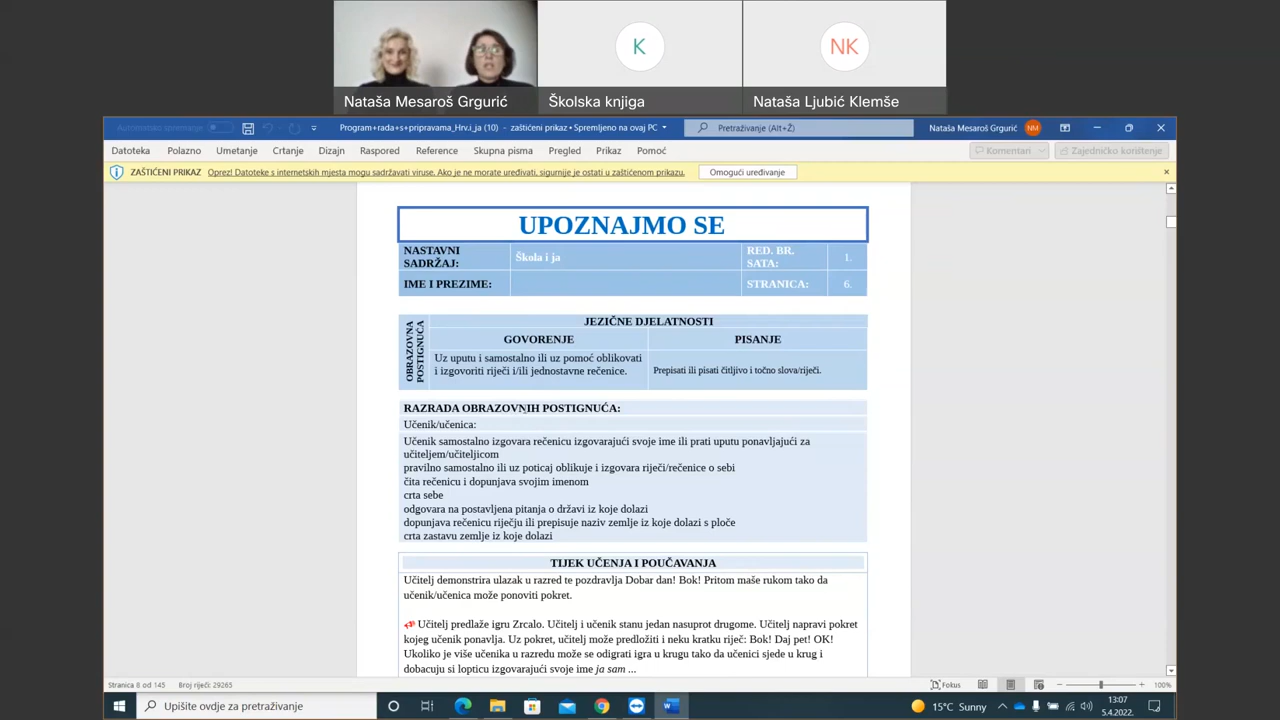 Nataša Mesaroš Grgurić
K
Školska knjiga
NK
Nataša Ljubić Klemše
Automatsko spremanje
Program+rada+s+pripravama_Hrv.i_ja (10) - zaštićeni prikaz • Spremljeno na ovaj PC
Pretraživanje (Alt+Ž)
Nataša Mesaroš Grgurić
NM
Datoteka Polazno Umetanje Crtanje Dizajn Raspored Reference Skupna pisma Pregled Prikaz Pomoć
Komentari
Zajedničko korištenje
ZAŠTIĆENI PRIKAZ Oprez! Datoteke s internetskih mjesta mogu sadržavati viruse. Ako je ne morate uređivati, sigurnije je ostati u zaštićenom prikazu. Omogući uređivanje
UPOZNAJMO SE
NASTAVNI
SADRŽAJ:
Škola i ja
RED. BR.
SATA:
1.
IME I PREZIME:
STRANICA:
6.
OBRAZOVNA
POSTIGNUĆA
JEZIČNE DJELATNOSTI
GOVORENJE
PISANJE
Uz uputu i samostalno ili uz pomoć oblikovati
i izgovoriti riječi i/ili jednostavne rečenice.
Prepisati ili pisati čitljivo i točno slova/riječi.
RAZRADA OBRAZOVNIH POSTIGNUĆA:
Učenik/učenica:
Učenik samostalno izgovara rečenicu izgovarajući svoje ime ili prati uputu ponavljajući za
učiteljem/učiteljicom
pravilno samostalno ili uz poticaj oblikuje i izgovara riječi/rečenice o sebi
čita rečenicu i dopunjava svojim imenom
crta sebe
odgovara na postavljena pitanja o državi iz koje dolazi
dopunjava rečenicu riječju ili prepisuje naziv zemlje iz koje dolazi s ploče
crta zastavu zemlje iz koje dolazi
TIJEK UČENJA I POUČAVANJA
Učitelj demonstrira ulazak u razred te pozdravlja Dobar dan! Bok! Pritom maše rukom tako da
učenik/učenica može ponoviti pokret.
Učitelj predlaže igru Zrcalo. Učitelj i učenik stanu jedan nasuprot drugome. Učitelj napravi pokret
kojeg učenik ponavlja. Uz pokret, učitelj može predložiti i neku kratku riječ: Bok! Daj pet! OK!
Ukoliko je više učenika u razredu može se odigrati igra u krugu tako da učenici sjede u krug i
dobacuju si lopticu izgovarajući svoje ime ja sam ...
Stranica 8 od 145
Broj riječi: 29265
Fokus
100%
Upišite ovdje za pretraživanje
15°C Sunny
13:07
5.4.2022.